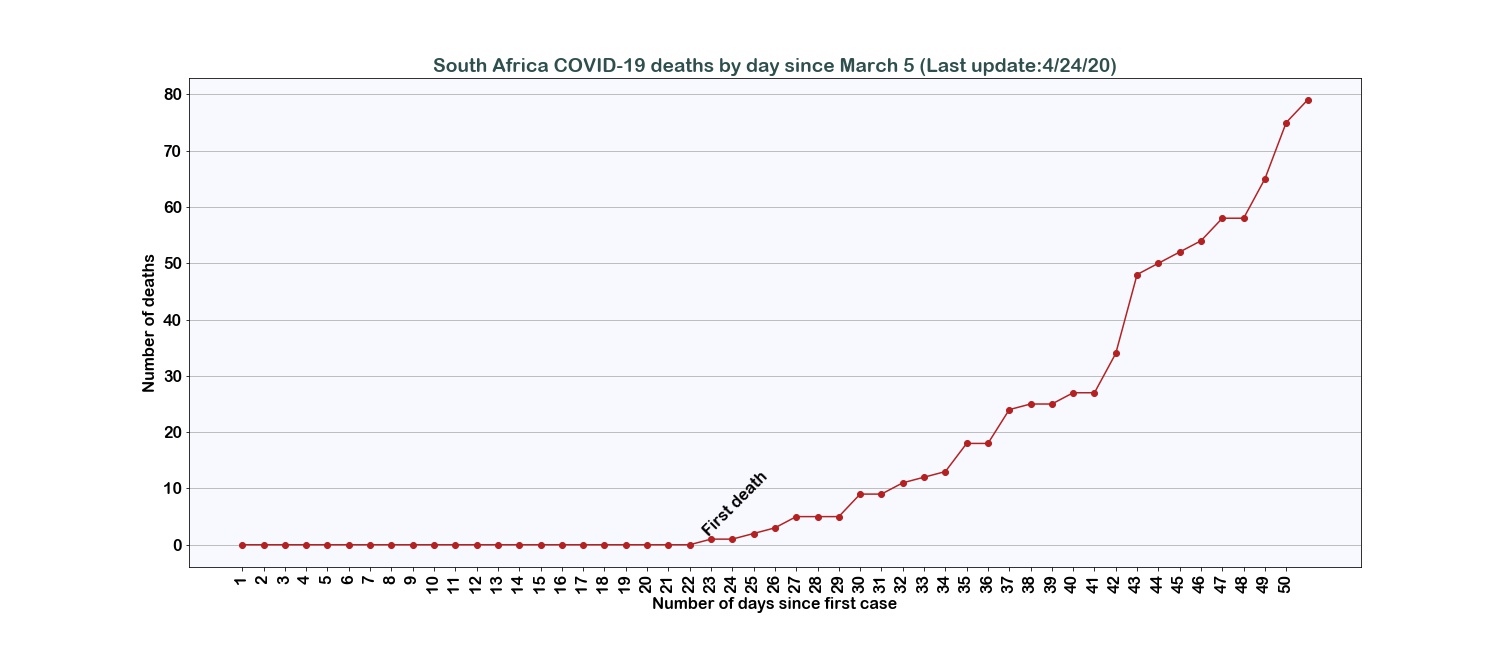 South Africa COVID-19 deaths by day since March 5 (Last update:4/24/20)
80
70
60
50
40
30
20
10
0
Number of deaths
First death
1 2 3 4 5 6 7 8 9 10 11 12 13 14 15 16 17 18 19 20 21 22 23 24 25 26 27 28 29 30 31 32 33 34 35 36 37 38 39 40 41 42 43 44 45 46 47 48 49 50
Number of days since first case